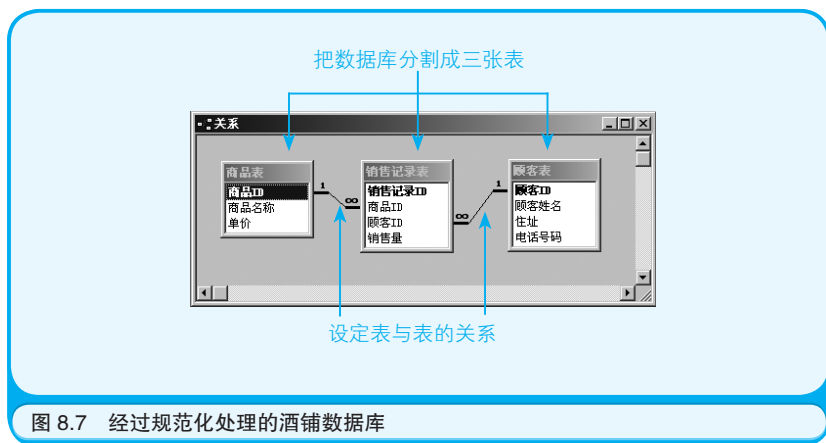 把数据库分割成三张表
关系
商品表
商品ID
商品名称
单价
1
∞
销售记录表
销售记录ID
商品ID
顾客ID
销售量
∞
1
顾客表
顾客ID
顾客姓名
住址
电话号码
设定表与表的关系
图 8.7 经过规范化处理的酒铺数据库